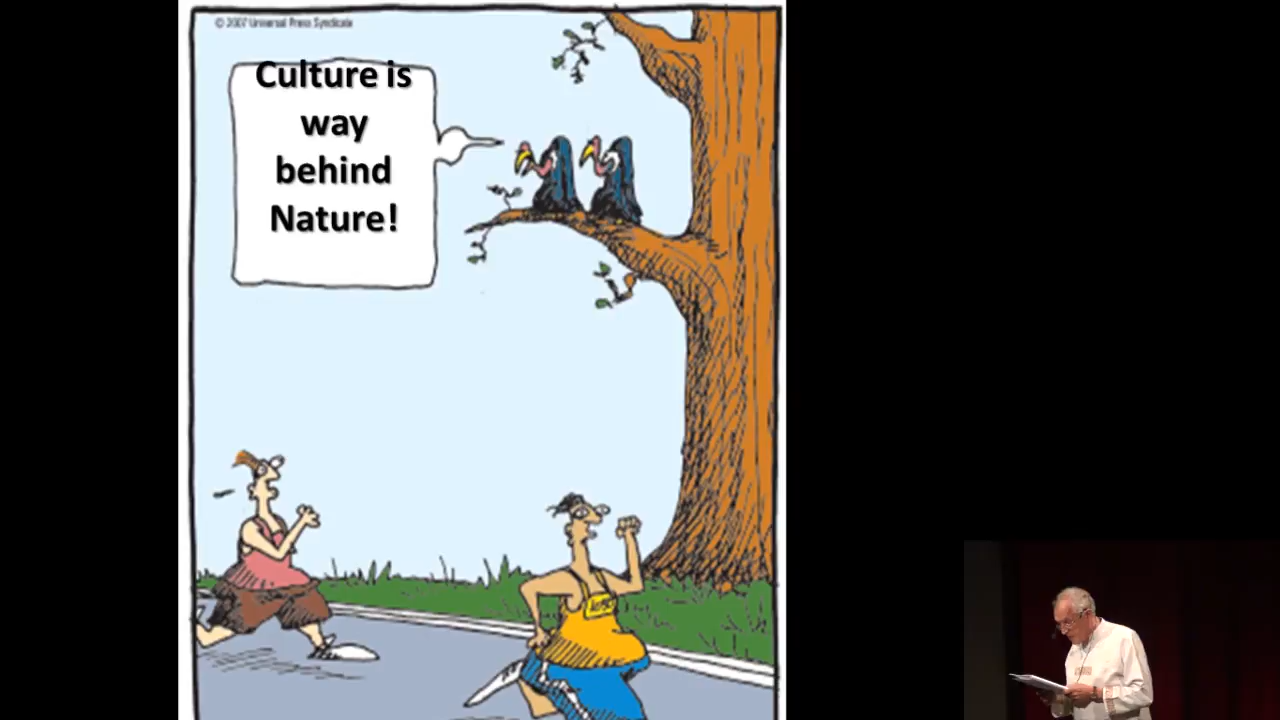 © 2007 Universal Press Syndicate
Culture is
way
behind
Nature!